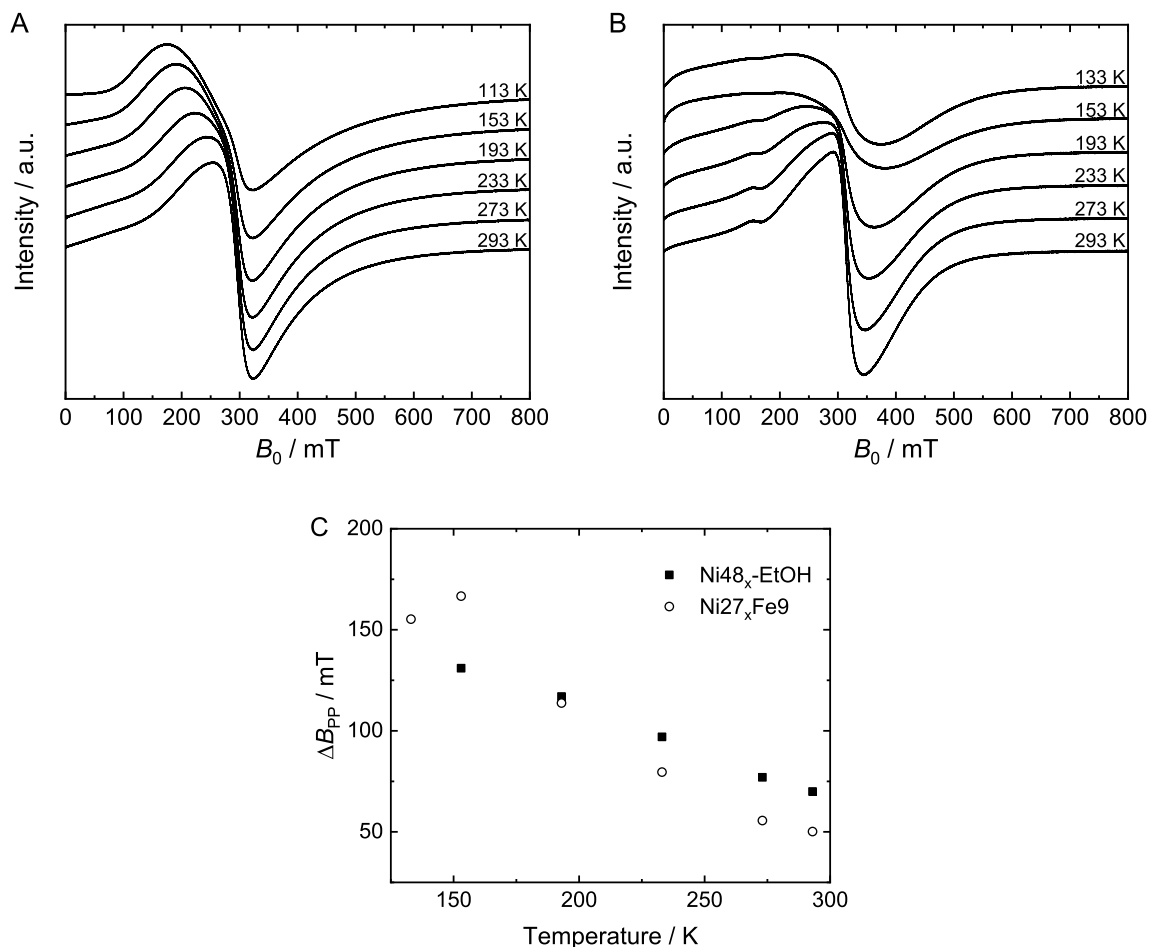 A
113 K
153 K
193 K
233 K
273 K
293 K
Intensity / a.u.
0 100 200 300 400 500 600 700 800
B₀ / mT
B
133 K
153 K
193 K
233 K
273 K
293 K
Intensity / a.u.
0 100 200 300 400 500 600 700 800
B₀ / mT
C
200
150
100
50
ΔB_PP / mT
Ni48ₓ-EtOH
Ni27ₓFe9
150 200 250 300
Temperature / K